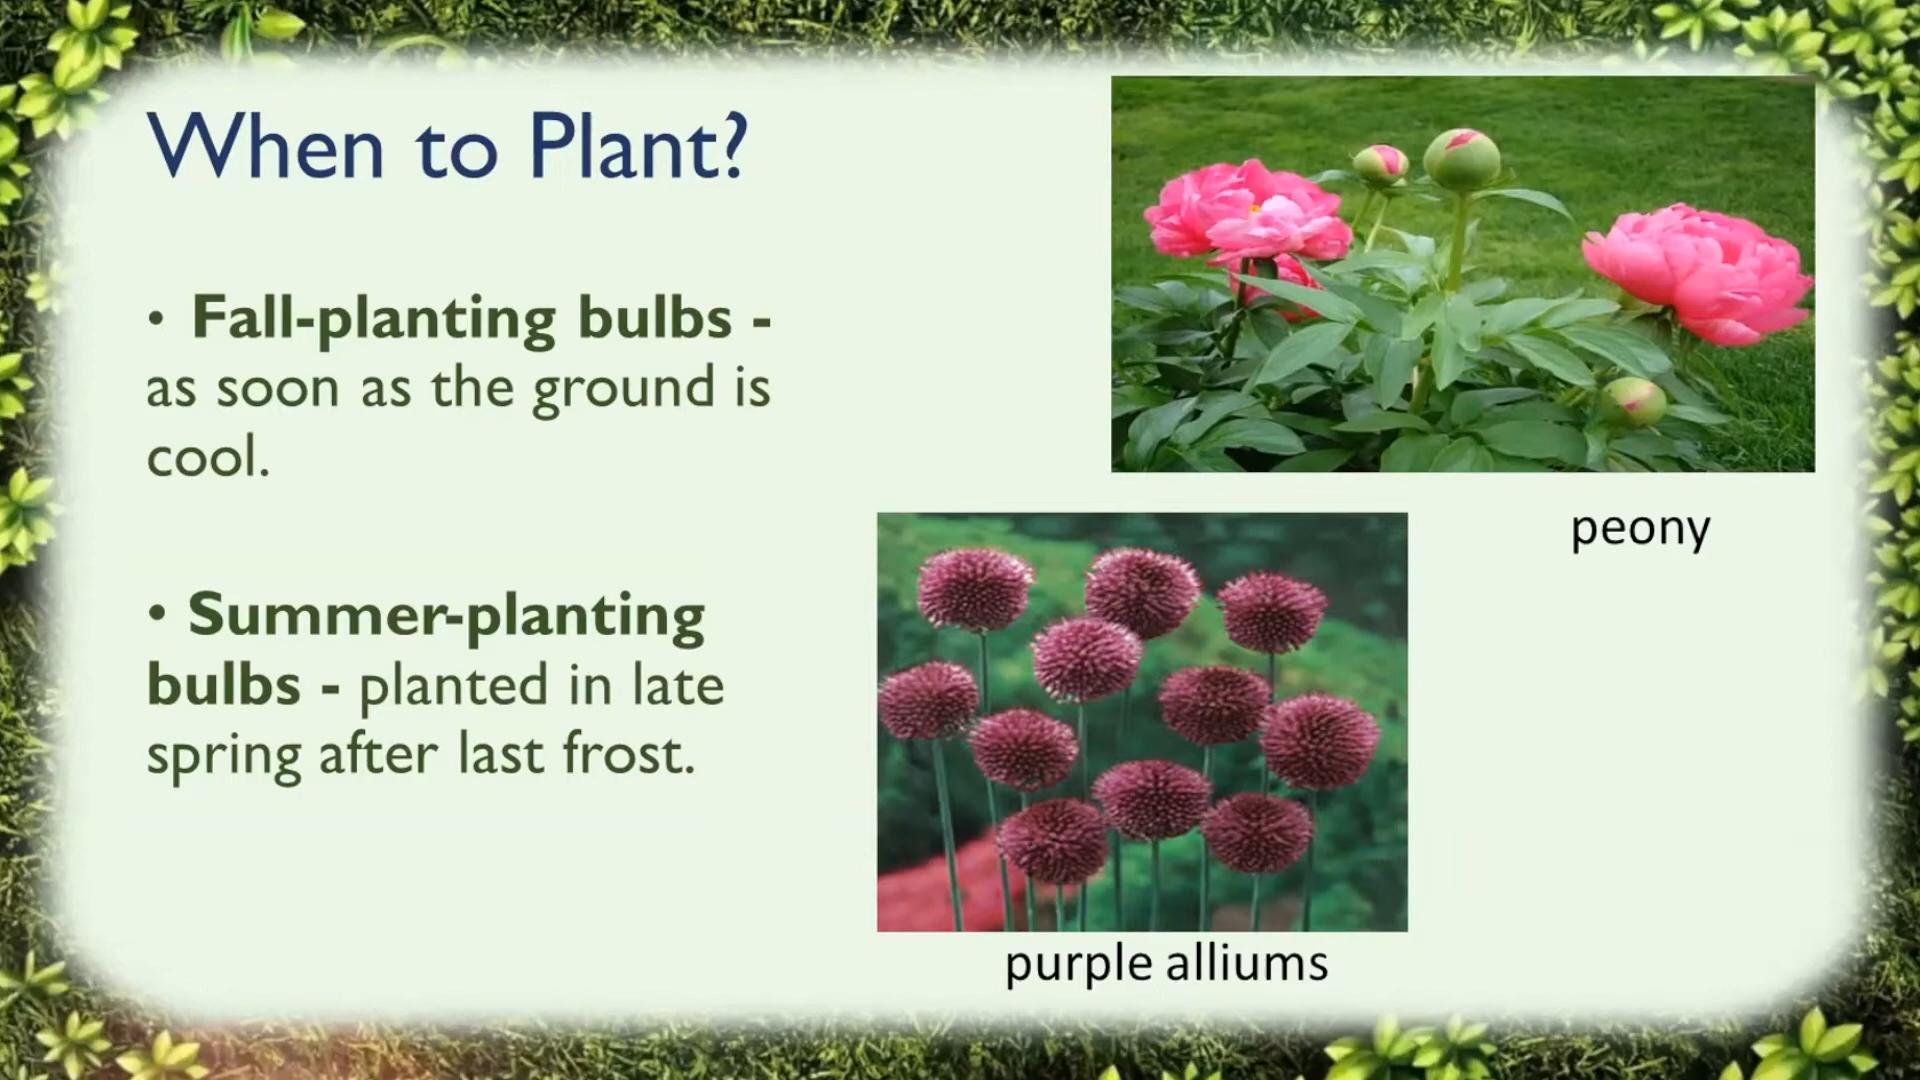 When to Plant?
• Fall-planting bulbs -
as soon as the ground is
cool.
• Summer-planting
bulbs - planted in late
spring after last frost.
peony
purple alliums